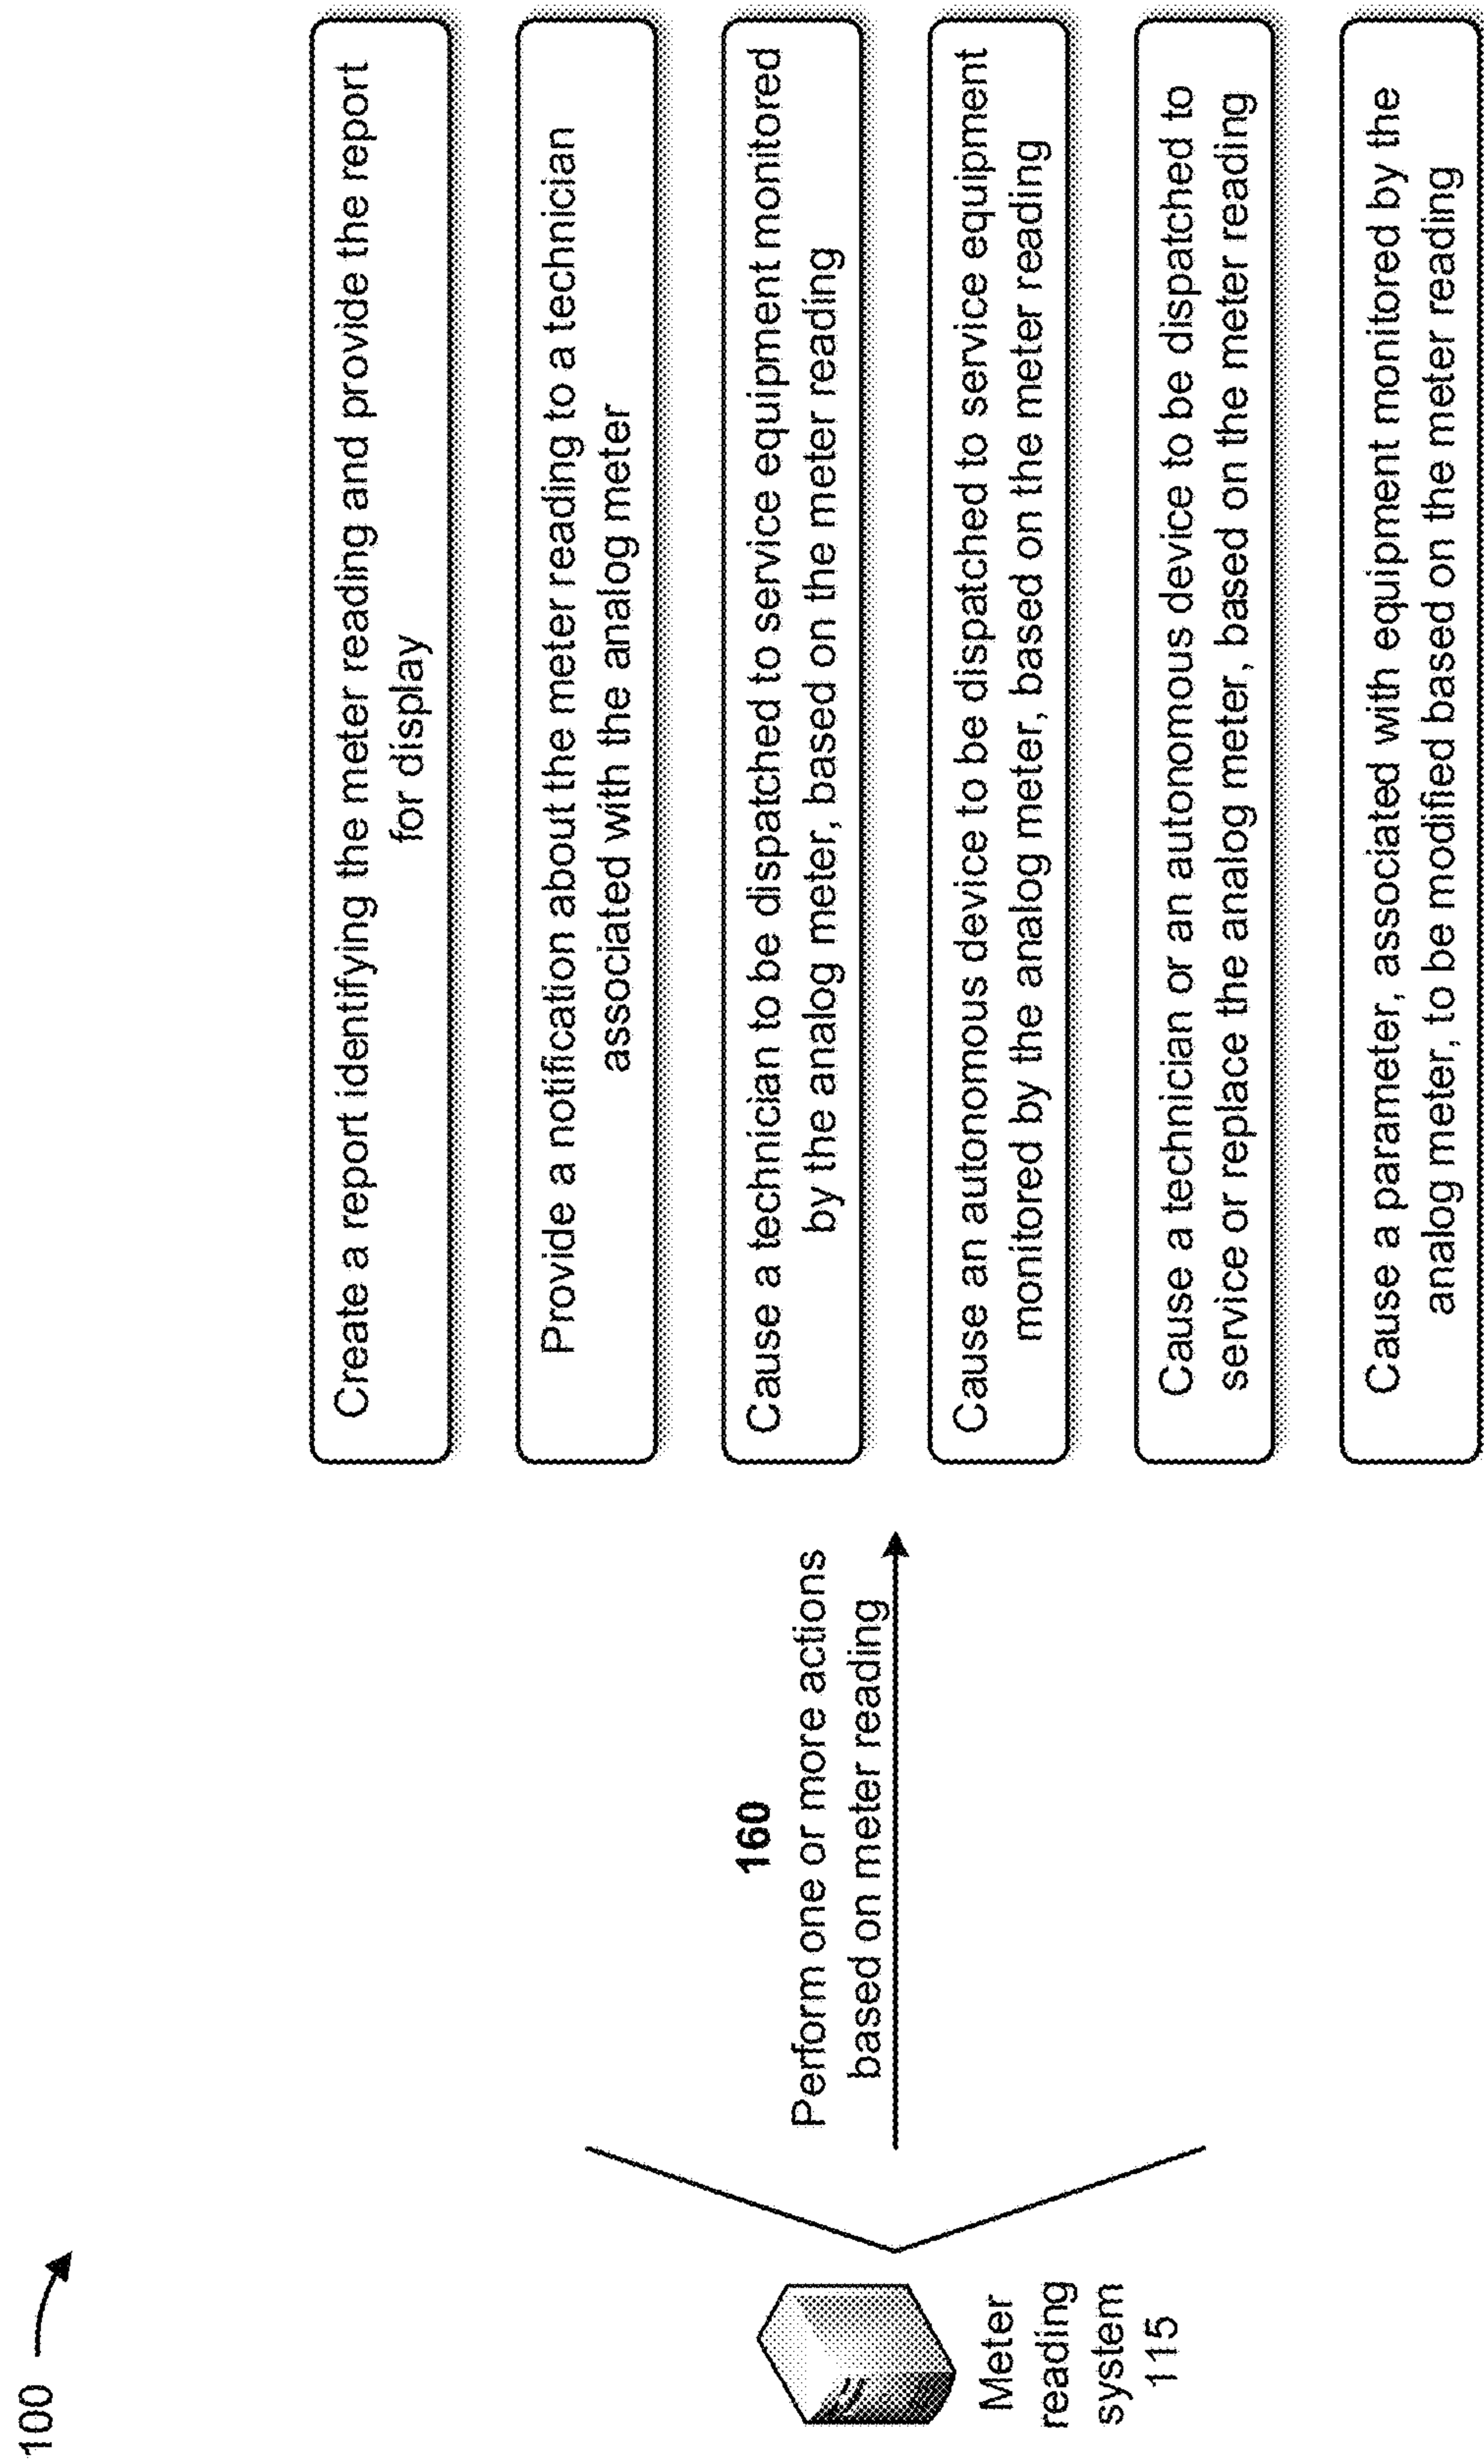 100
Meter
reading
system
115
160
Perform one or more actions
based on meter reading
Create a report identifying the meter reading and provide the report
for display
Provide a notification about the meter reading to a technician
associated with the analog meter
Cause a technician to be dispatched to service equipment monitored
by the analog meter, based on the meter reading
Cause an autonomous device to be dispatched to service equipment
monitored by the analog meter, based on the meter reading
Cause a technician or an autonomous device to be dispatched to
service or replace the analog meter, based on the meter reading
Cause a parameter, associated with equipment monitored by the
analog meter, to be modified based on the meter reading